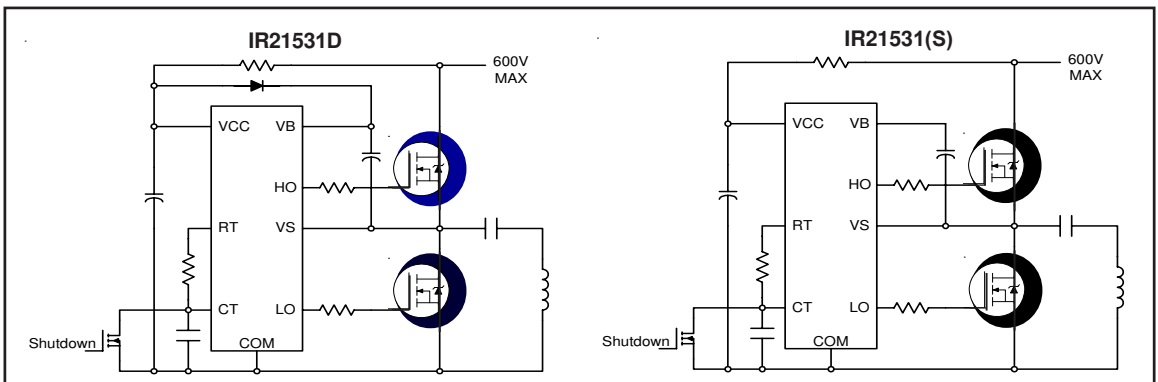 IR21531D
600V
MAX
VCC
VB
HO
RT
VS
CT
LO
COM
Shutdown
IR21531(S)
600V
MAX
VCC
VB
HO
RT
VS
CT
LO
COM
Shutdown